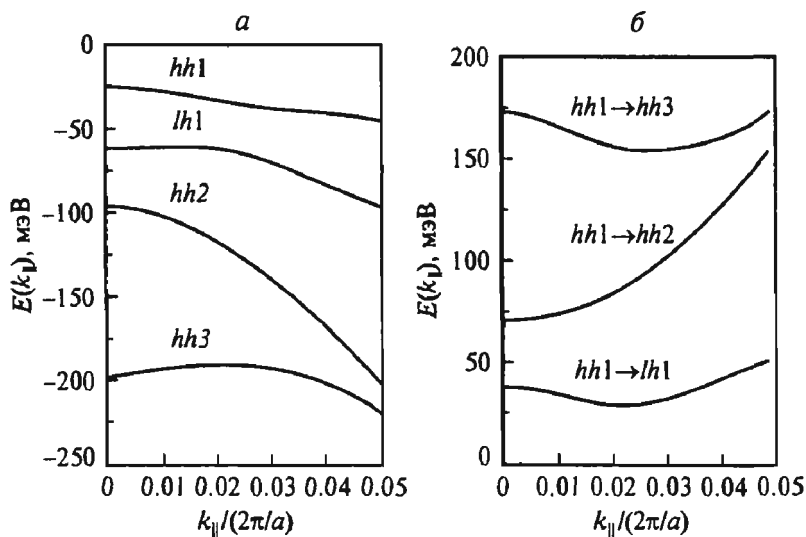 а
0
−50
−100
−150
−200
−250
E(k∥), мэВ
hh1
lh1
hh2
hh3
0 0.01 0.02 0.03 0.04 0.05
k∥/(2π/a)
б
200
150
100
50
0
E(k∥), мэВ
hh1→hh3
hh1→hh2
hh1→lh1
0 0.01 0.02 0.03 0.04 0.05
k∥/(2π/a)